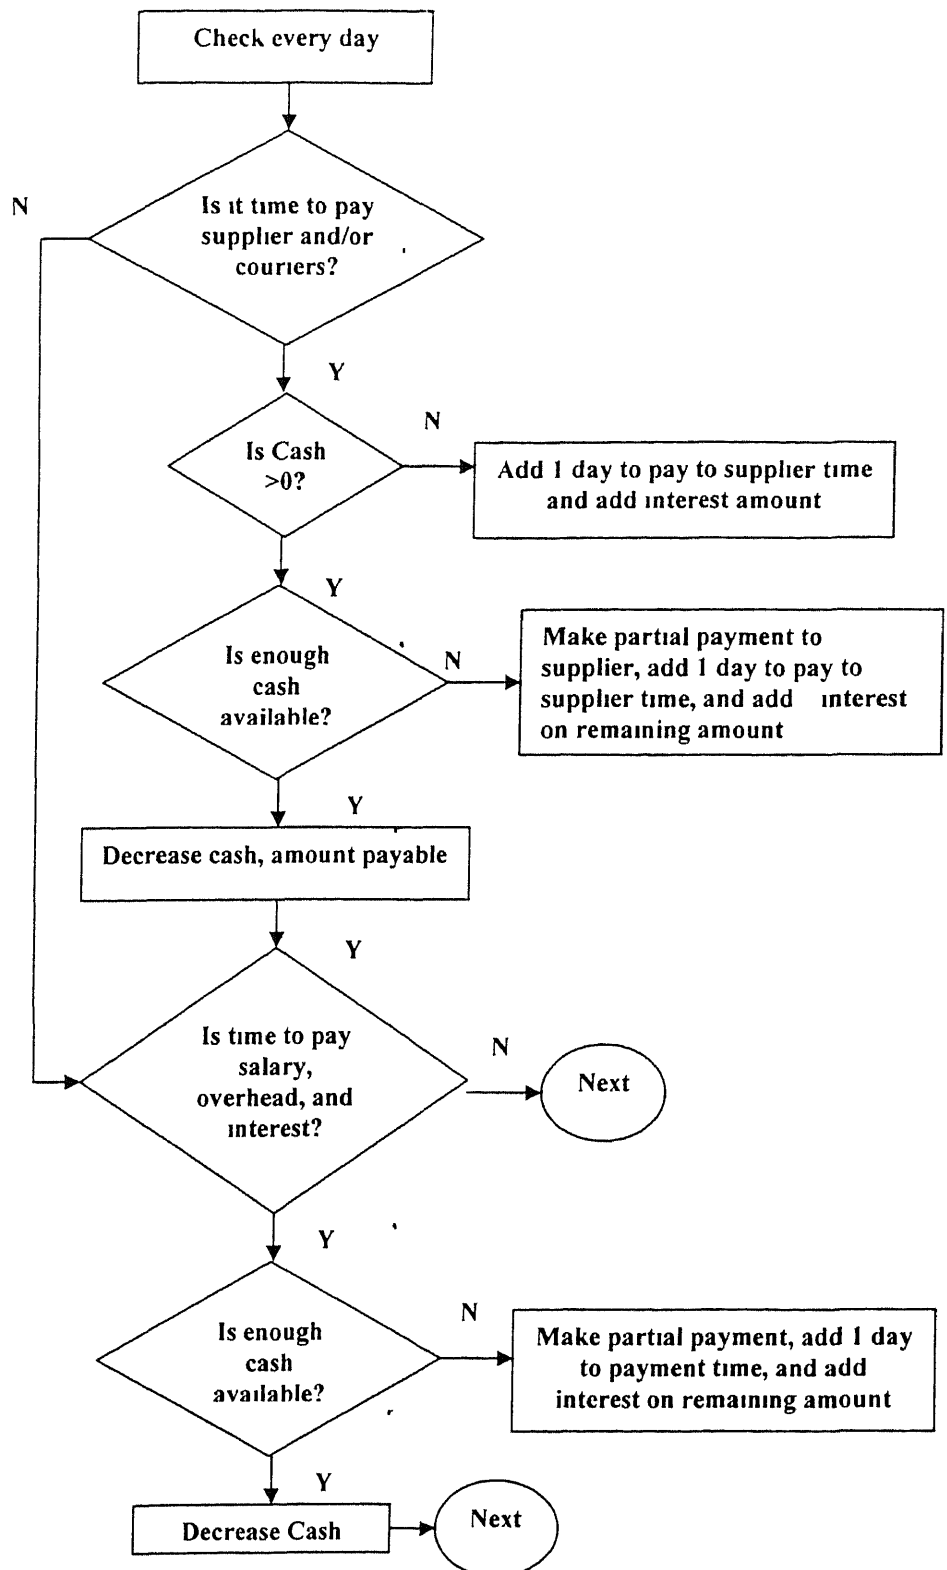 Check every day
N
Is it time to pay
supplier and/or
couriers?
Y
Is Cash
>0?
N
Add 1 day to pay to supplier time
and add interest amount
Y
Is enough
cash
available?
N
Make partial payment to
supplier, add 1 day to pay to
supplier time, and add interest
on remaining amount
Y
Decrease cash, amount payable
Y
Is time to pay
salary,
overhead, and
interest?
N
Next
Y
Is enough
cash
available?
N
Make partial payment, add 1 day
to payment time, and add
interest on remaining amount
Y
Decrease Cash
Next